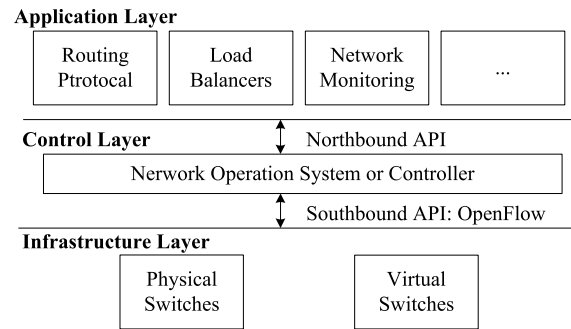 Application Layer
Routing
Ptrotocal
Load
Balancers
Network
Monitoring
...
Control Layer
Northbound API
Nerwork Operation System or Controller
Southbound API: OpenFlow
Infrastructure Layer
Physical
Switches
Virtual
Switches